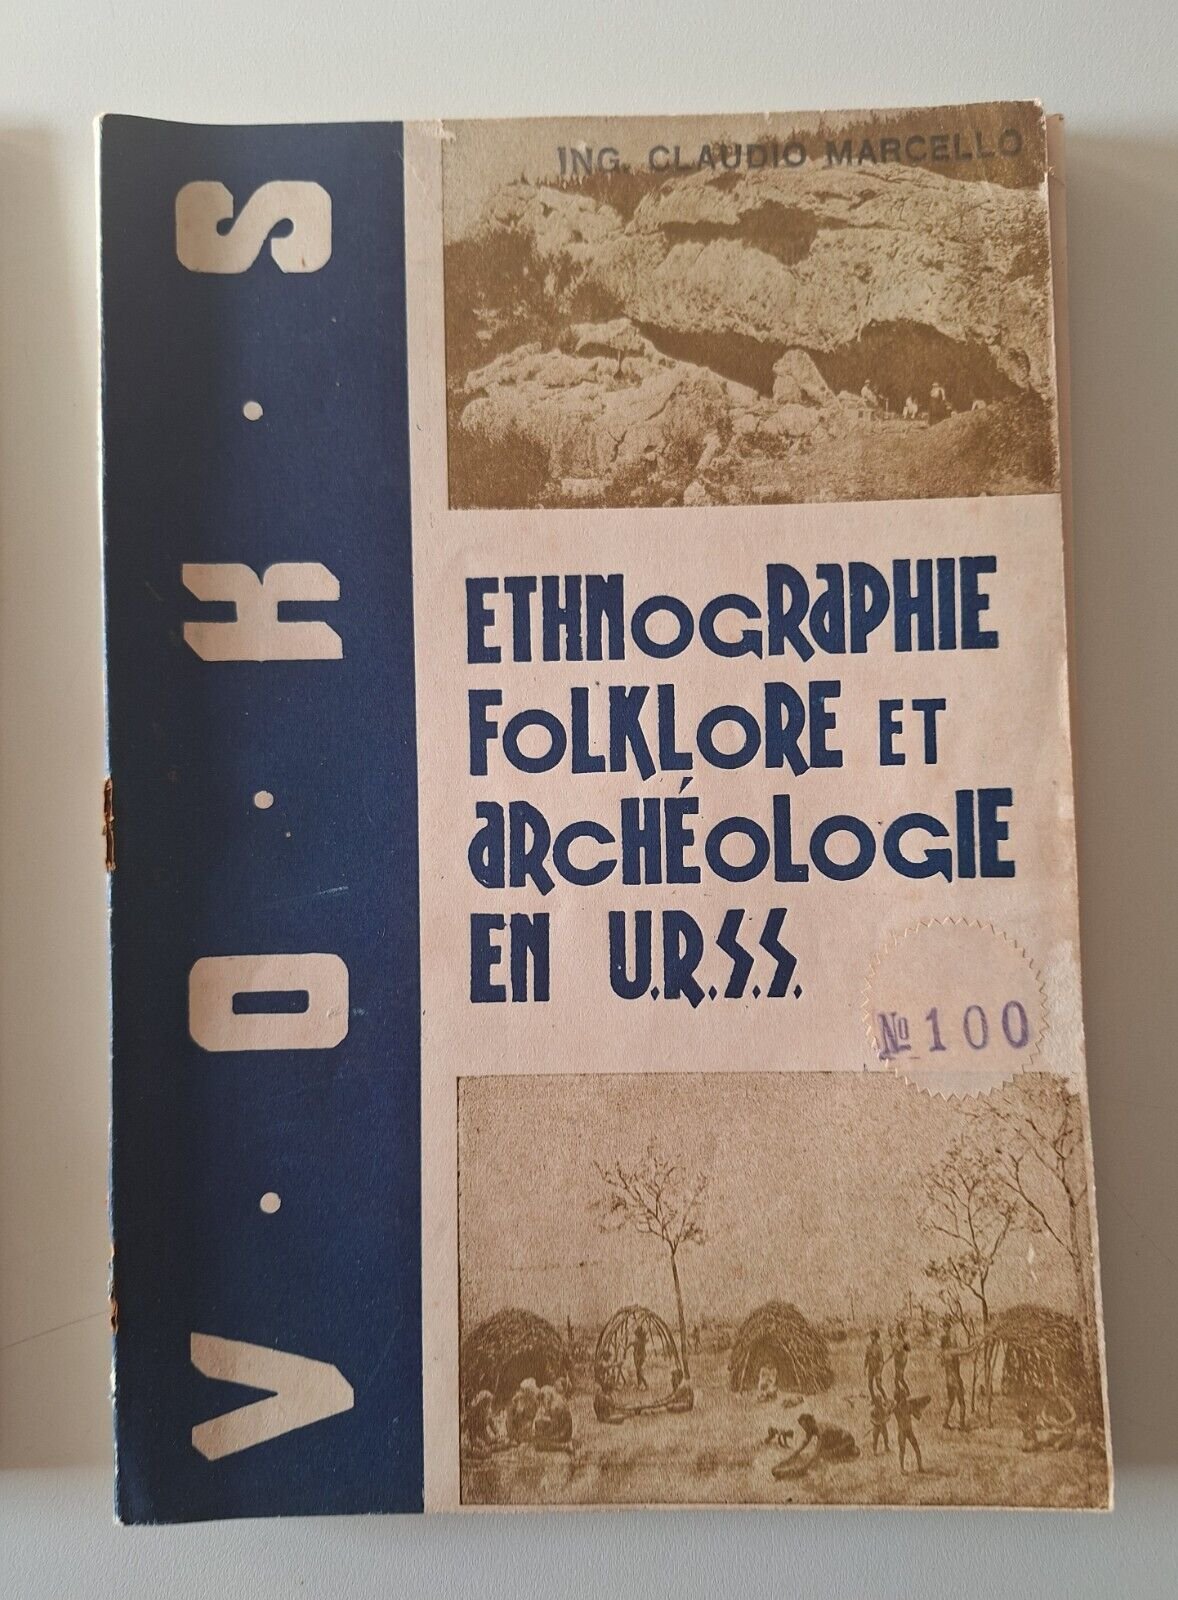 V·O·K·S
ING. CLAUDIO MARCELLO
ETHNOGRAPHIE
FOLKLORE ET
ARCHÉOLOGIE
EN U.R.S.S.
№ 100